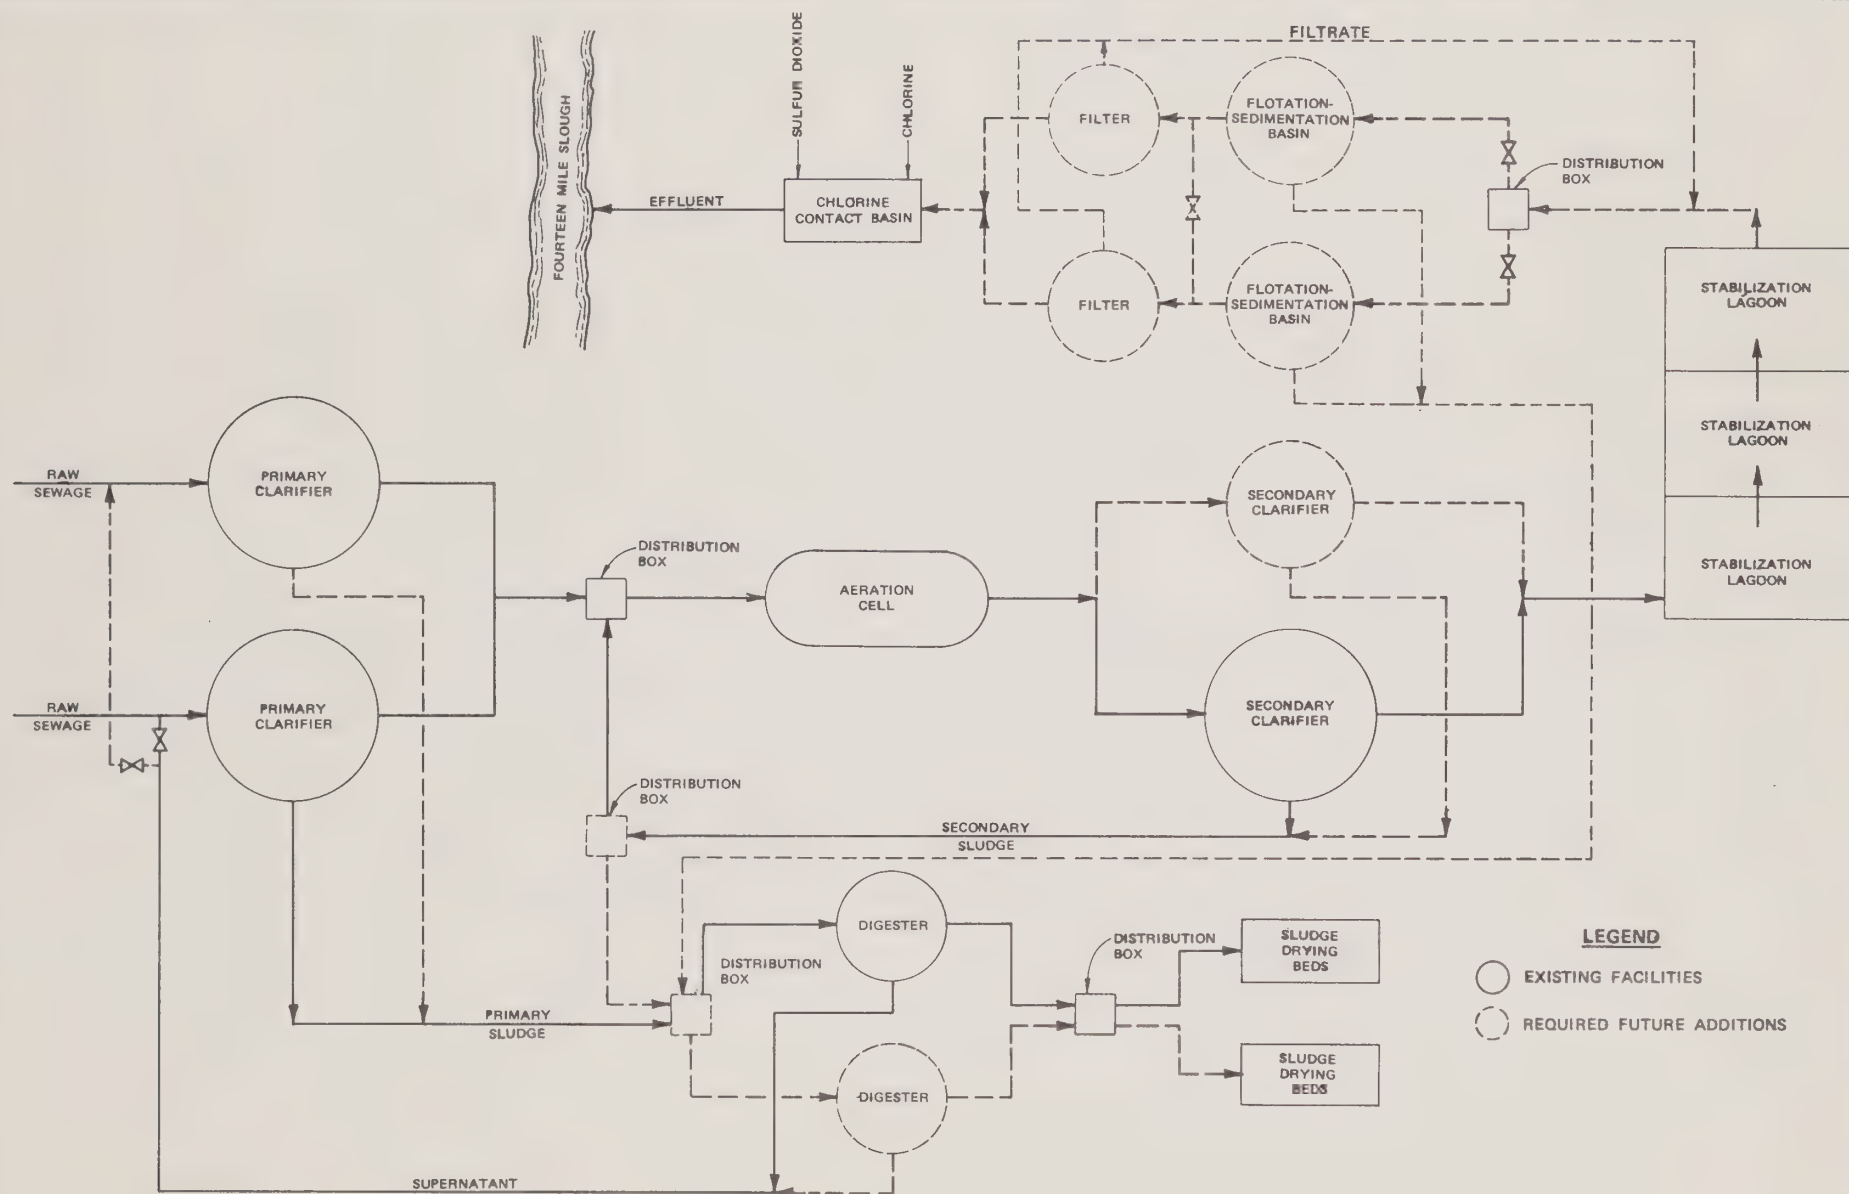 FILTRATE
SULFUR DIOXIDE
CHLORINE
FOURTEEN MILE SLOUGH
FILTER
FLOTATION-
SEDIMENTATION
BASIN
DISTRIBUTION
BOX
EFFLUENT
CHLORINE
CONTACT BASIN
FILTER
FLOTATION-
SEDIMENTATION
BASIN
STABILIZATION
LAGOON
STABILIZATION
LAGOON
STABILIZATION
LAGOON
RAW
SEWAGE
PRIMARY
CLARIFIER
SECONDARY
CLARIFIER
DISTRIBUTION
BOX
AERATION
CELL
RAW
SEWAGE
PRIMARY
CLARIFIER
SECONDARY
CLARIFIER
DISTRIBUTION
BOX
SECONDARY
SLUDGE
DIGESTER
DISTRIBUTION
BOX
DISTRIBUTION
BOX
SLUDGE
DRYING
BEDS
PRIMARY
SLUDGE
DIGESTER
SLUDGE
DRYING
BEDS
SUPERNATANT
LEGEND
EXISTING FACILITIES
REQUIRED FUTURE ADDITIONS